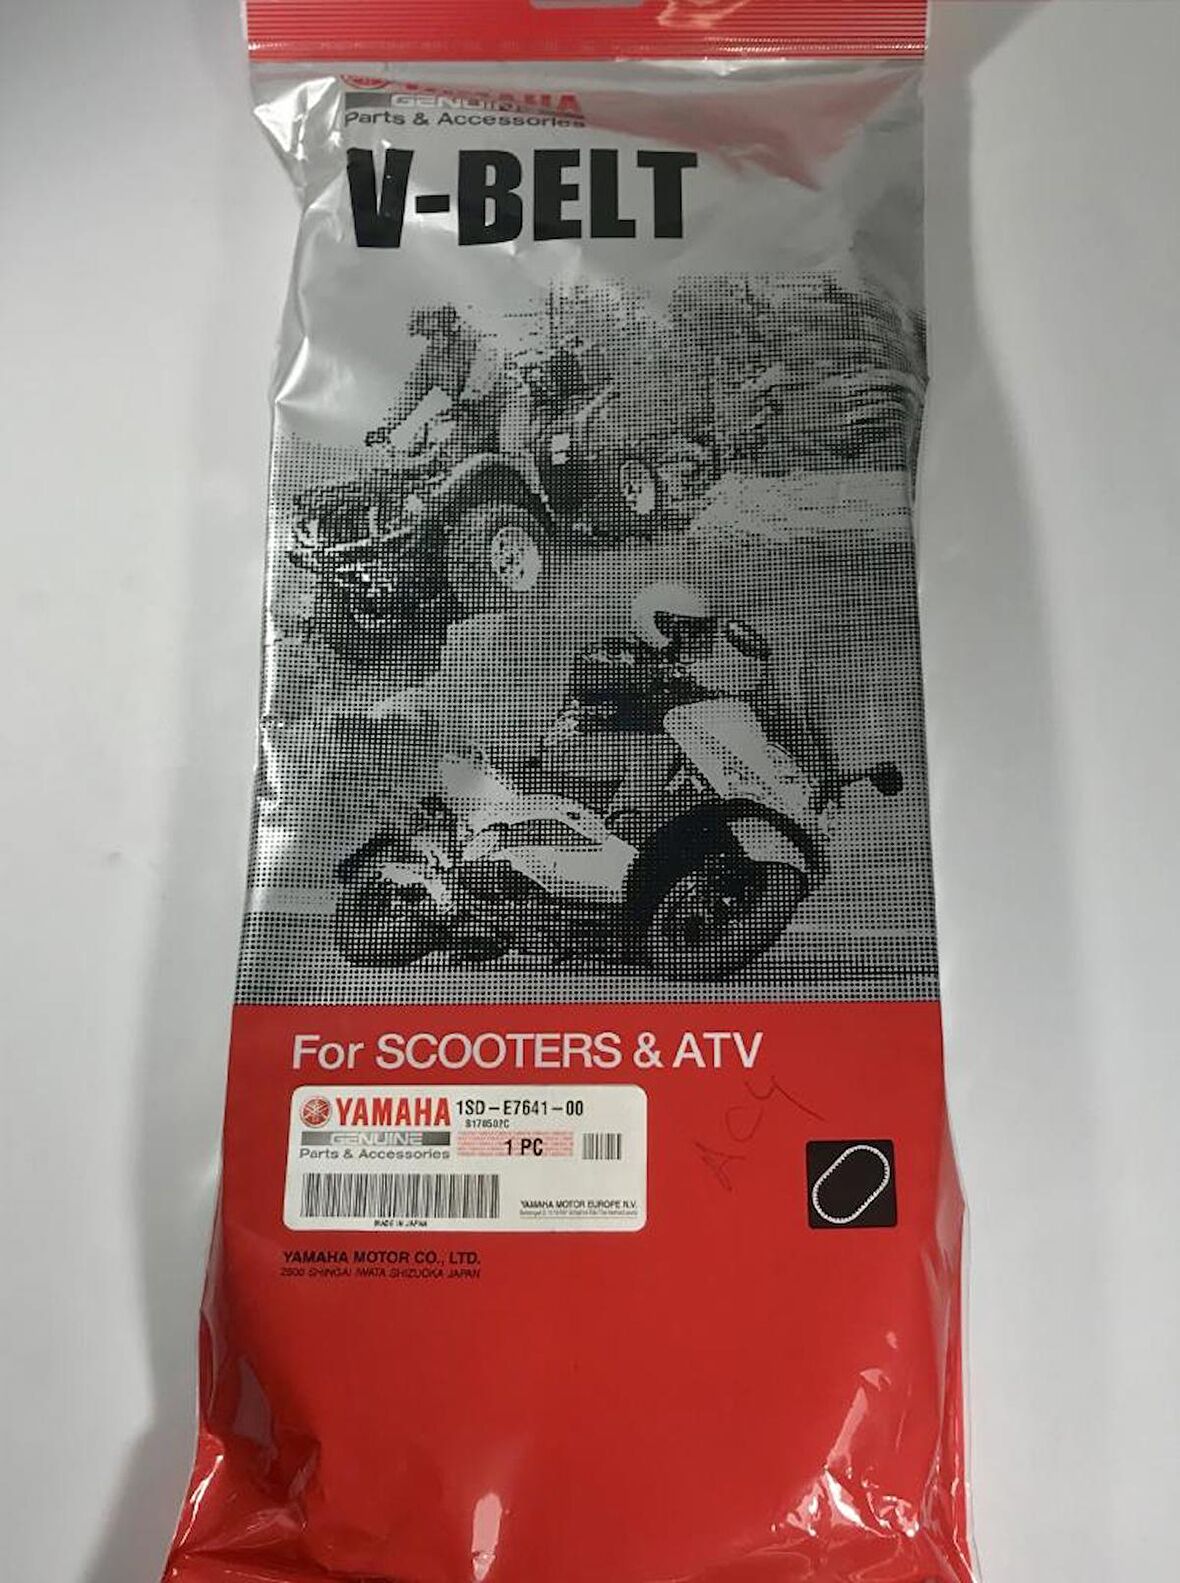 YAMAHA
GENUINE
Parts & Accessories
V-BELT
For SCOOTERS & ATV
YAMAHA 1SD-E7641-00
GENUINE
Parts & Accessories
1 PC
YAMAHA MOTOR EUROPE N.V.
MADE IN JAPAN
YAMAHA MOTOR CO., LTD.
2500 SHINGAI IWATA SHIZUOKA JAPAN